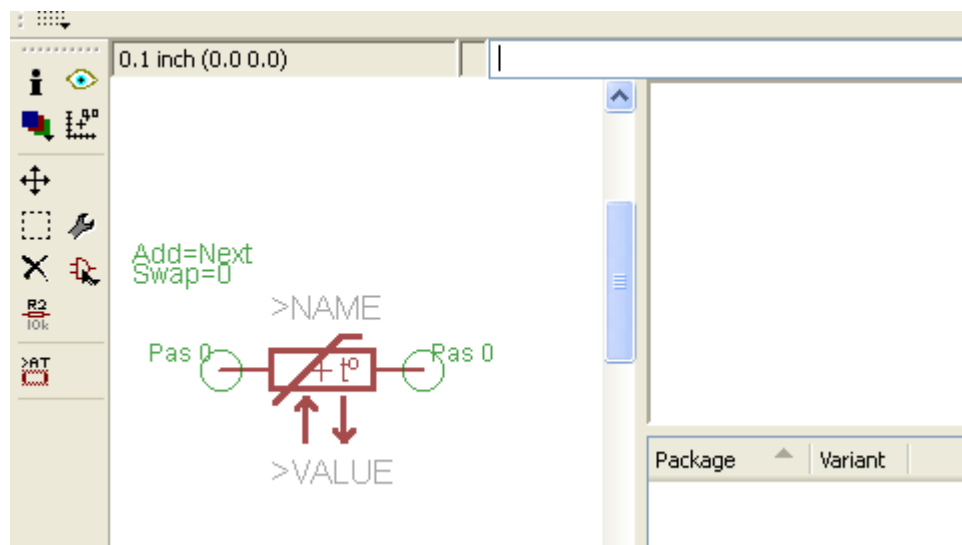 0.1 inch (0.0 0.0)
Add=Next
Swap=0
>NAME
Pas 0
Pas 0
+ tº
>VALUE
R2
10k
>AT
Package
Variant